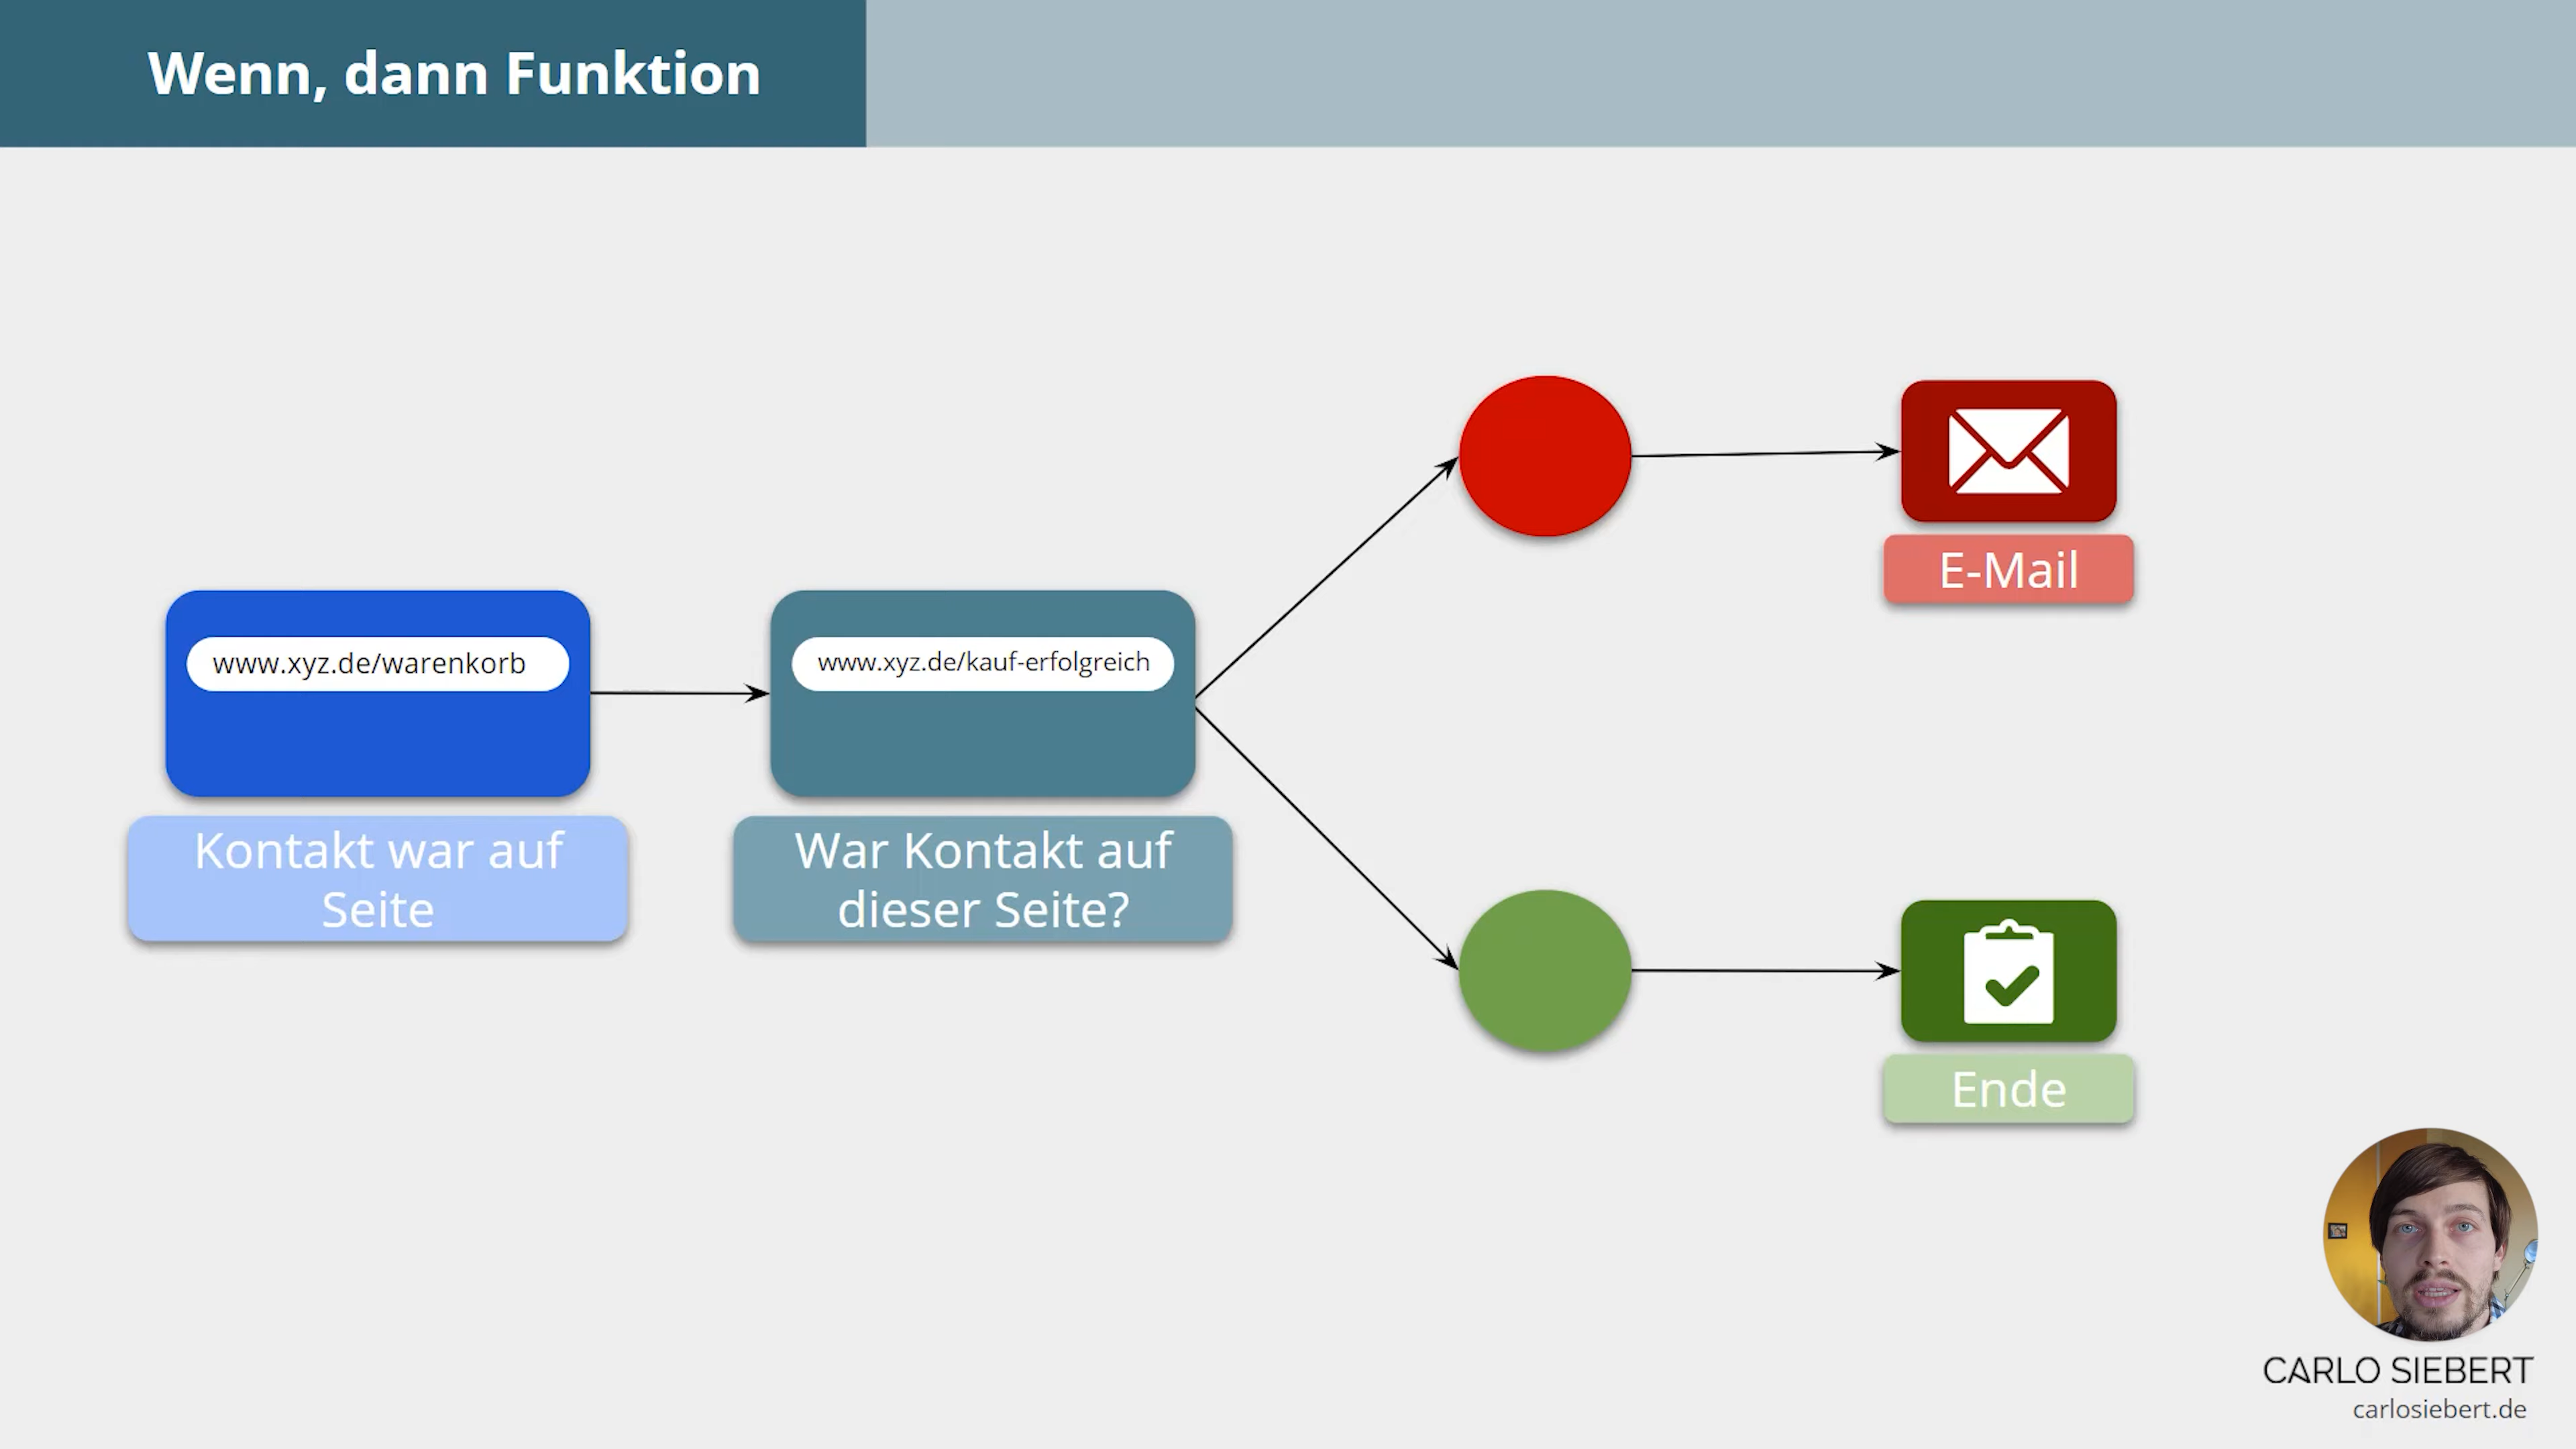 Wenn, dann Funktion
www.xyz.de/warenkorb
Kontakt war auf
Seite
www.xyz.de/kauf-erfolgreich
War Kontakt auf
dieser Seite?
E-Mail
Ende
CARLO SIEBERT
carlosiebert.de